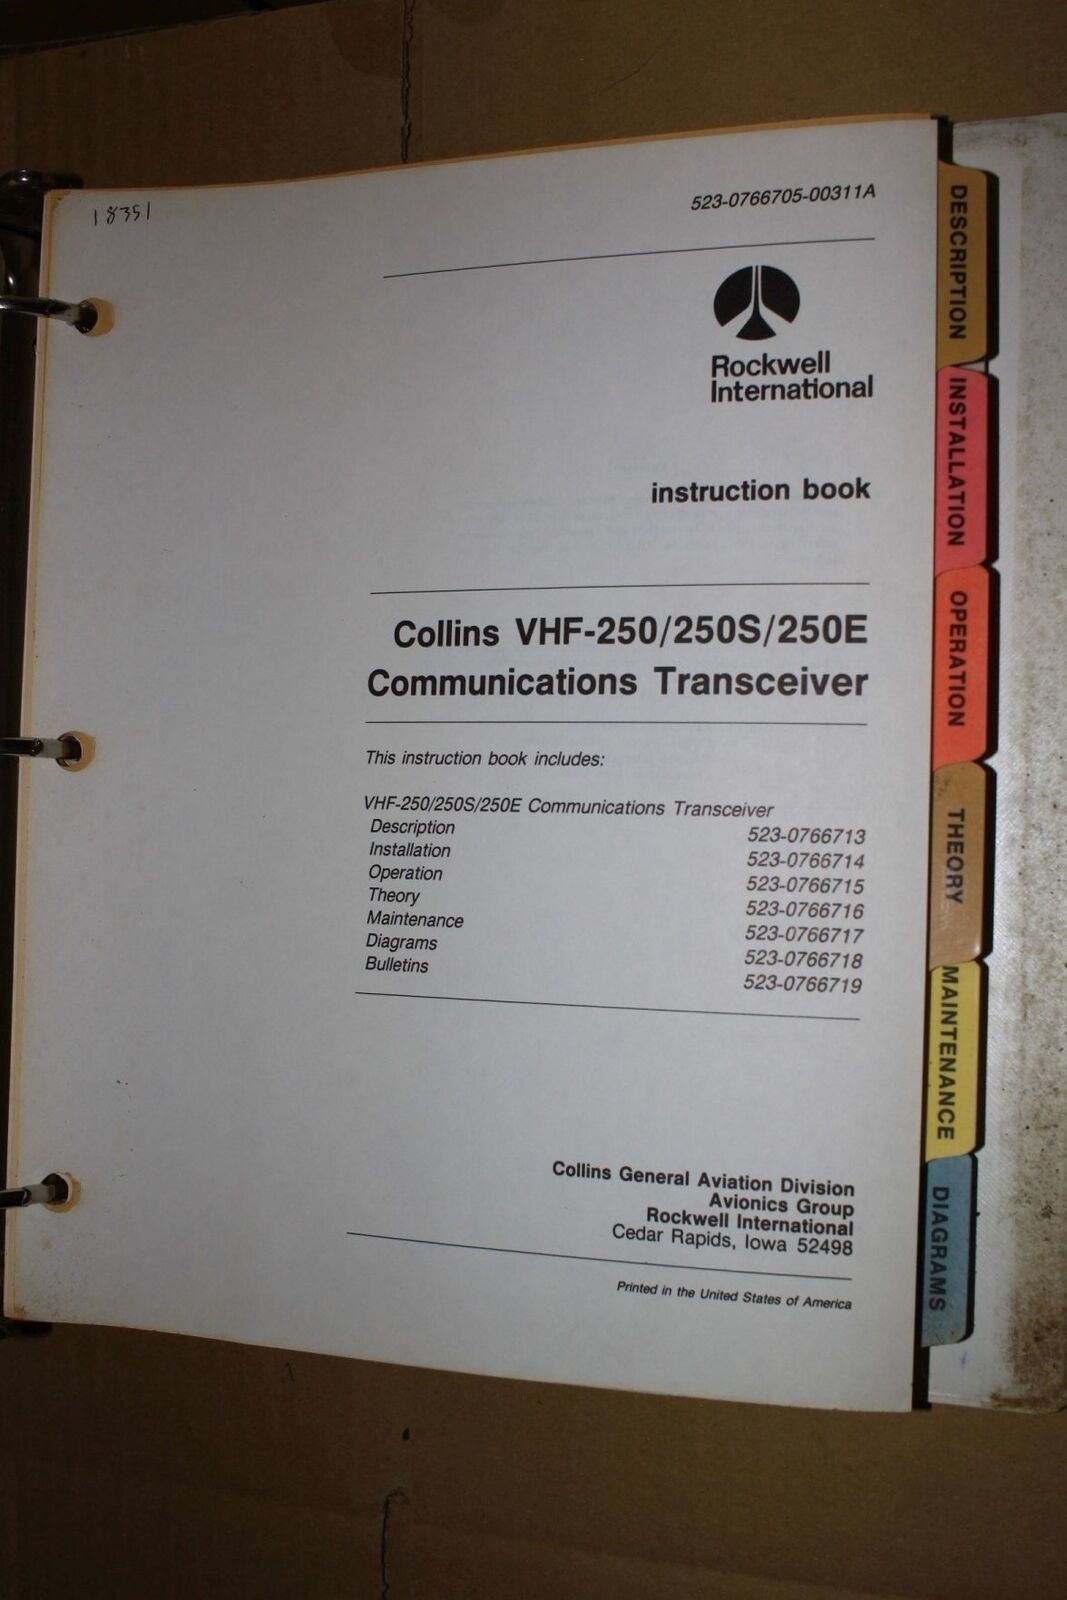 18351
523-0766705-00311A
Rockwell
International
instruction book
Collins VHF-250/250S/250E
Communications Transceiver
This instruction book includes:
VHF-250/250S/250E Communications Transceiver
Description 523-0766713
Installation 523-0766714
Operation 523-0766715
Theory 523-0766716
Maintenance 523-0766717
Diagrams 523-0766718
Bulletins 523-0766719
Collins General Aviation Division
Avionics Group
Rockwell International
Cedar Rapids, Iowa 52498
Printed in the United States of America
DESCRIPTION
INSTALLATION
OPERATION
THEORY
MAINTENANCE
DIAGRAMS